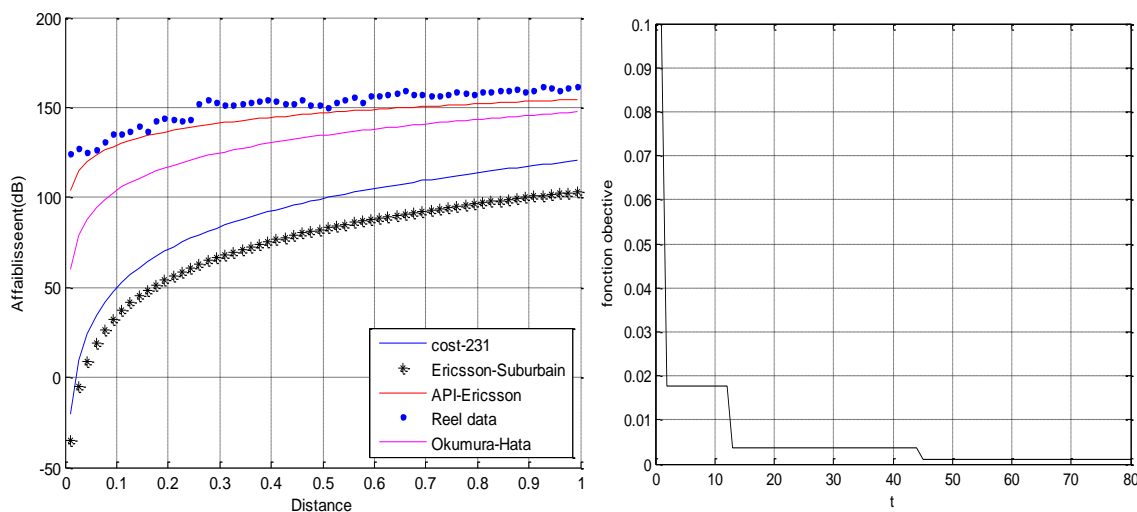 200
150
100
50
0
-50
Affaiblisseent(dB)
0 0.1 0.2 0.3 0.4 0.5 0.6 0.7 0.8 0.9 1
Distance
cost-231
Ericsson-Suburbain
API-Ericsson
Reel data
Okumura-Hata
0.1
0.09
0.08
0.07
0.06
0.05
0.04
0.03
0.02
0.01
0
fonction obective
0 10 20 30 40 50 60 70 80
t